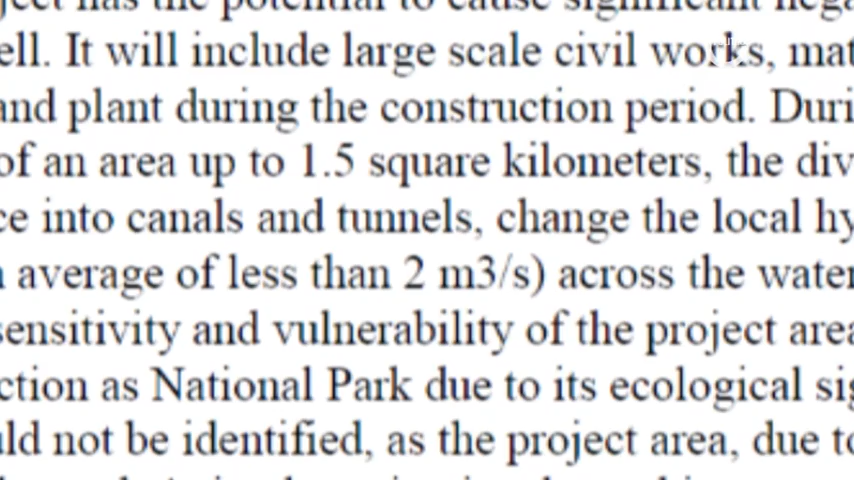 has the potential to cause significant
ell. It will include large scale civil works, mat
and plant during the construction period. Duri
of an area up to 1.5 square kilometers, the div
ce into canals and tunnels, change the local hy
average of less than 2 m3/s) across the water
sensitivity and vulnerability of the project area
ction as National Park due to its ecological sig
uld not be identified, as the project area, due to